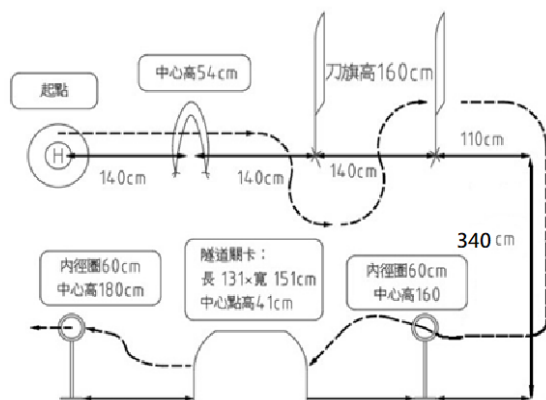 起點
中心高54cm
刀旗高160cm
H
140cm
140cm
140cm
110cm
340 cm
內徑圈60cm
中心高180cm
隧道關卡：
長 131×寬 151cm
中心點高41cm
內徑圈60cm
中心高160